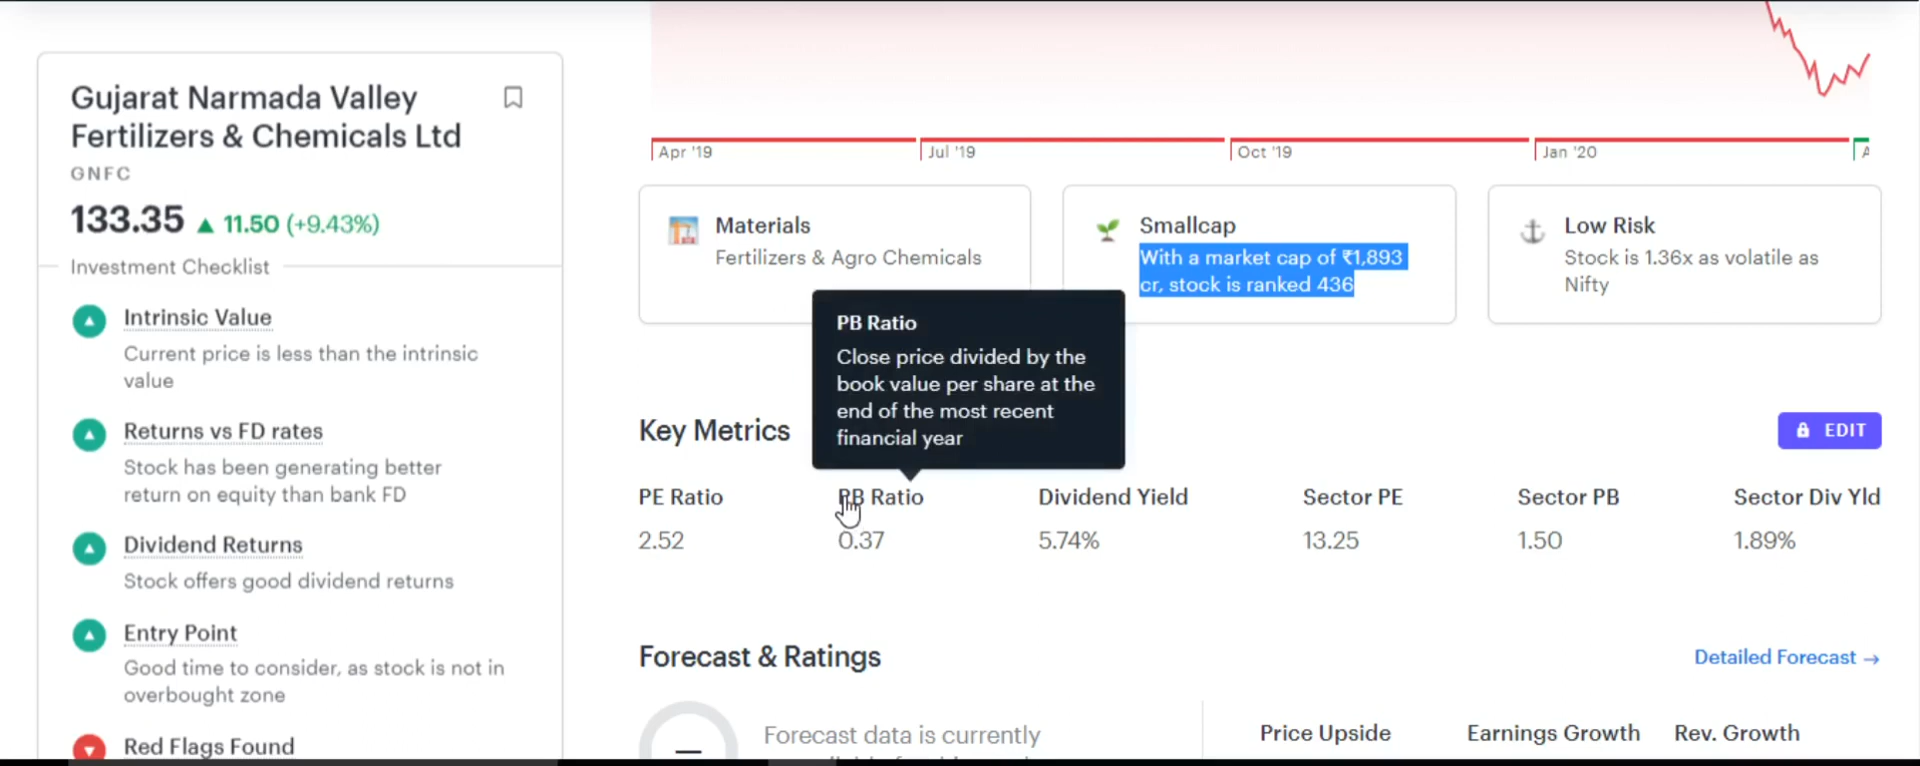 Gujarat Narmada Valley
Fertilizers & Chemicals Ltd
GNFC
133.35 ▲ 11.50 (+9.43%)
Investment Checklist
Intrinsic Value
Current price is less than the intrinsic
value
Returns vs FD rates
Stock has been generating better
return on equity than bank FD
Dividend Returns
Stock offers good dividend returns
Entry Point
Good time to consider, as stock is not in
overbought zone
Red Flags Found
Apr '19 Jul '19 Oct '19 Jan '20 A
Materials
Fertilizers & Agro Chemicals
Smallcap
With a market cap of ₹1,893
cr, stock is ranked 436
Low Risk
Stock is 1.36x as volatile as
Nifty
PB Ratio
Close price divided by the
book value per share at the
end of the most recent
financial year
Key Metrics
EDIT
PE Ratio PB Ratio Dividend Yield Sector PE Sector PB Sector Div Yld
2.52 0.37 5.74% 13.25 1.50 1.89%
Forecast & Ratings
Detailed Forecast →
Forecast data is currently
Price Upside Earnings Growth Rev. Growth